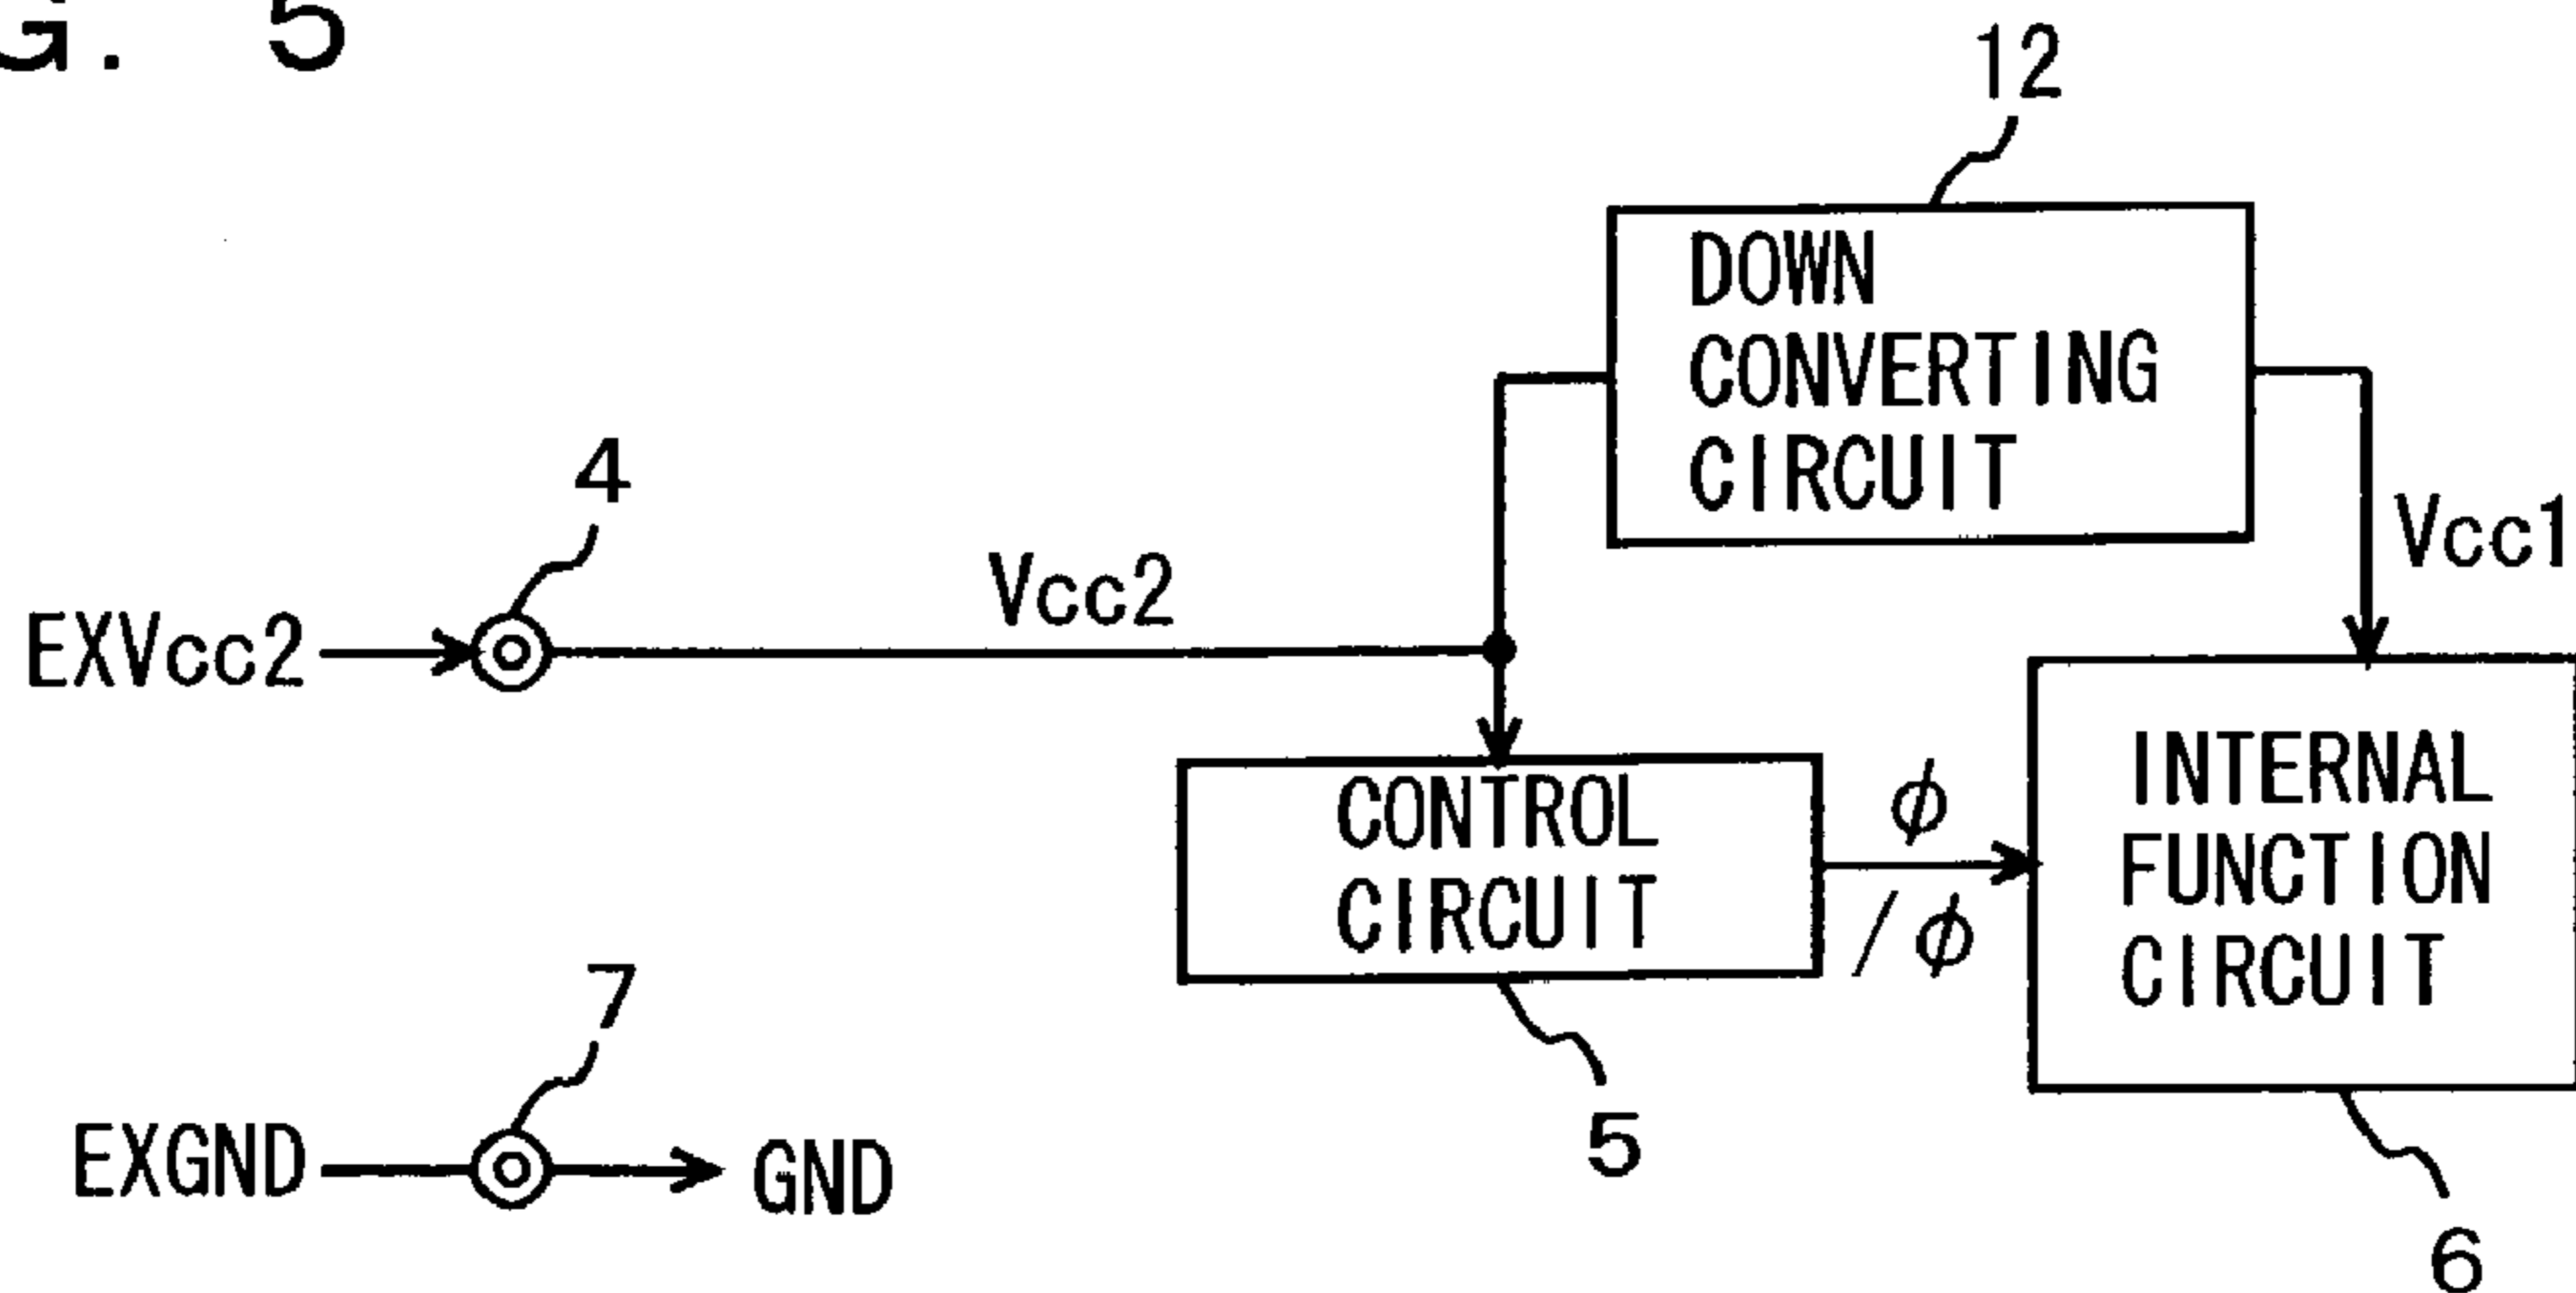 G. 5
12
DOWN
CONVERTING
CIRCUIT
4
Vcc2
Vcc1
EXVcc2
CONTROL
CIRCUIT
φ
/φ
INTERNAL
FUNCTION
CIRCUIT
7
5
EXGND
GND
6